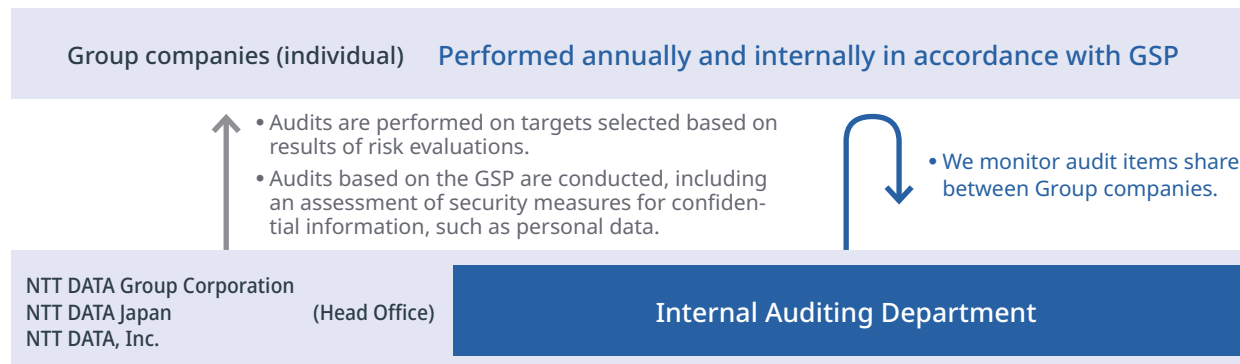 Group companies (individual) Performed annually and internally in accordance with GSP
• Audits are performed on targets selected based on
results of risk evaluations.
• Audits based on the GSP are conducted, including
an assessment of security measures for confiden-
tial information, such as personal data.
• We monitor audit items share
between Group companies.
NTT DATA Group Corporation
NTT DATA Japan (Head Office)
NTT DATA, Inc.
Internal Auditing Department